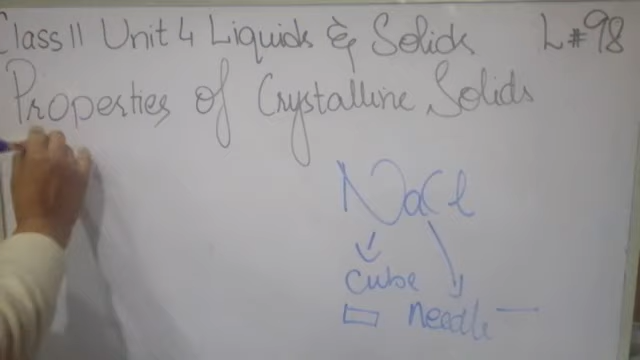 Class 11 Unit 4 Liquids & Solids L#98
Properties of Crystalline Solids
NaCl
cube
needle